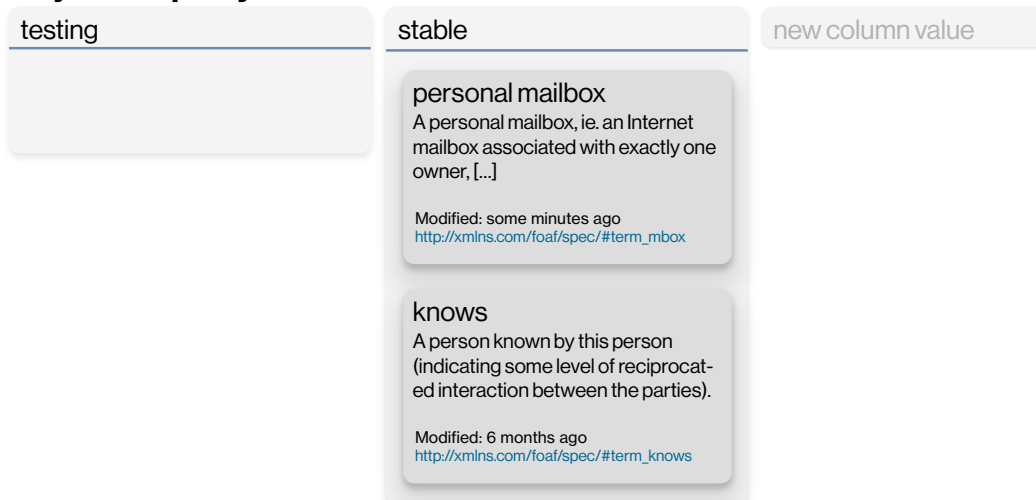 testing
stable
new column value
personal mailbox
A personal mailbox, ie. an Internet
mailbox associated with exactly one
owner, [...]
Modified: some minutes ago
http://xmlns.com/foaf/spec/#term_mbox
knows
A person known by this person
(indicating some level of reciprocat-
ed interaction between the parties).
Modified: 6 months ago
http://xmlns.com/foaf/spec/#term_knows